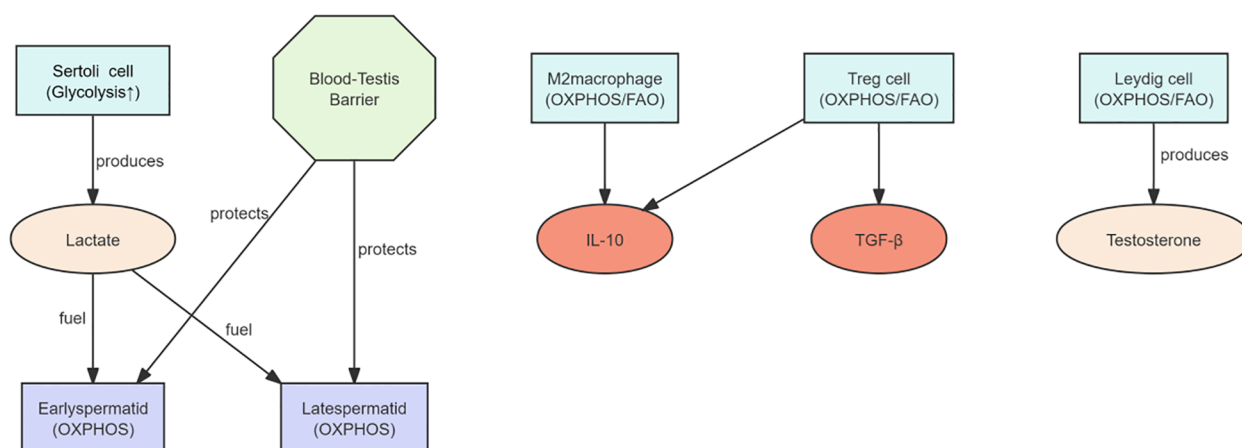 Sertoli cell
(Glycolysis↑)
Blood-Testis
Barrier
M2macrophage
(OXPHOS/FAO)
Treg cell
(OXPHOS/FAO)
Leydig cell
(OXPHOS/FAO)
produces
produces
protects
protects
Lactate
IL-10
TGF-β
Testosterone
fuel
fuel
Earlyspermatid
(OXPHOS)
Latespermatid
(OXPHOS)